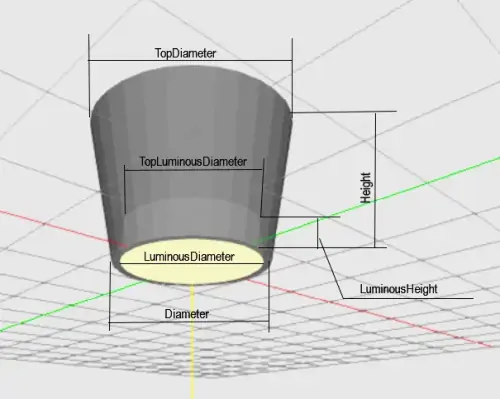 TopDiameter
TopLuminousDiameter
Height
LuminousDiameter
LuminousHeight
Diameter